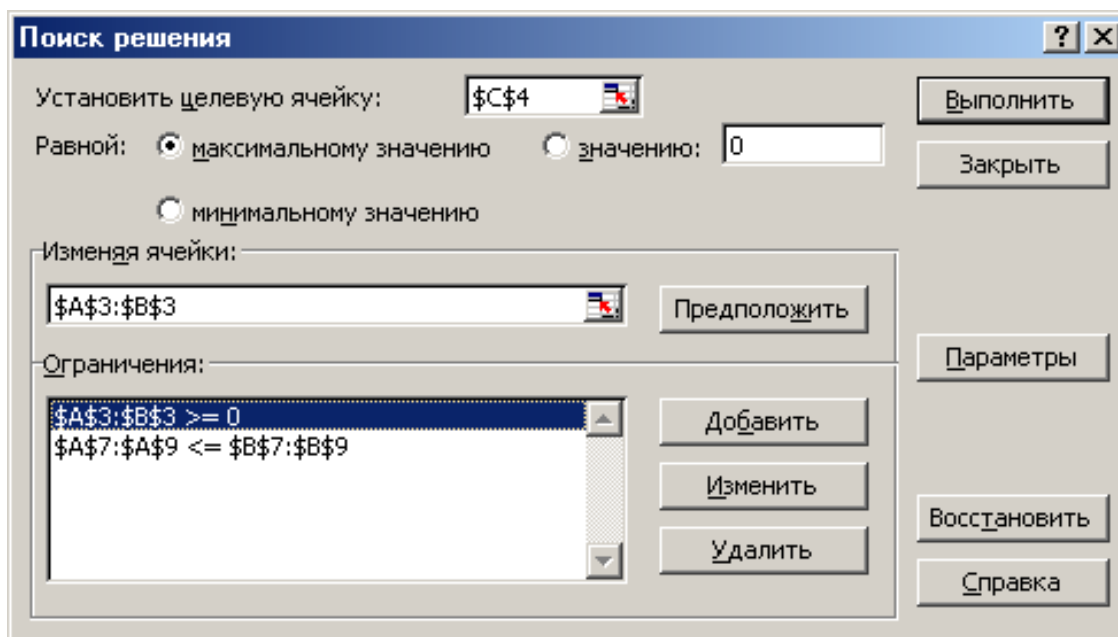 Поиск решения
Установить целевую ячейку: $C$4
Выполнить
Равной: максимальному значению значению: 0
Закрыть
минимальному значению
Изменяя ячейки:
$A$3:$B$3
Предположить
Параметры
Ограничения:
$A$3:$B$3 >= 0
$A$7:$A$9 <= $B$7:$B$9
Добавить
Изменить
Удалить
Восстановить
Справка